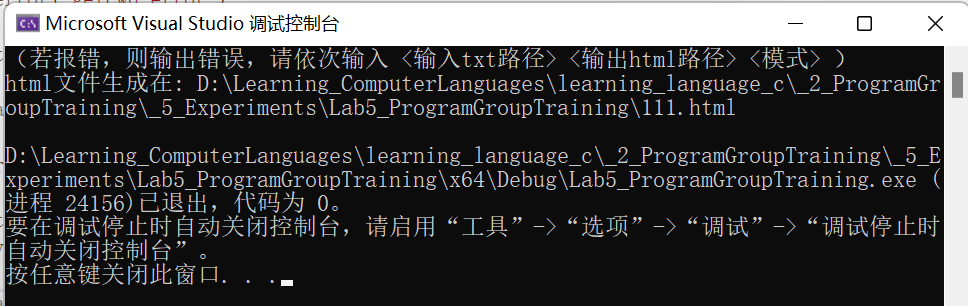 Microsoft Visual Studio 调试控制台
（若报错，则输出错误，请依次输入 <输入txt路径> <输出html路径> <模式> ）
html文件生成在: D:\Learning_ComputerLanguages\learning_language_c\_2_ProgramGr
oupTraining\_5_Experiments\Lab5_ProgramGroupTraining\111.html
D:\Learning_ComputerLanguages\learning_language_c\_2_ProgramGroupTraining\_5_E
xperiments\Lab5_ProgramGroupTraining\x64\Debug\Lab5_ProgramGroupTraining.exe (
进程 24156)已退出，代码为 0。
要在调试停止时自动关闭控制台，请启用“工具”->“选项”->“调试”->“调试停止时
自动关闭控制台”。
按任意键关闭此窗口. . .